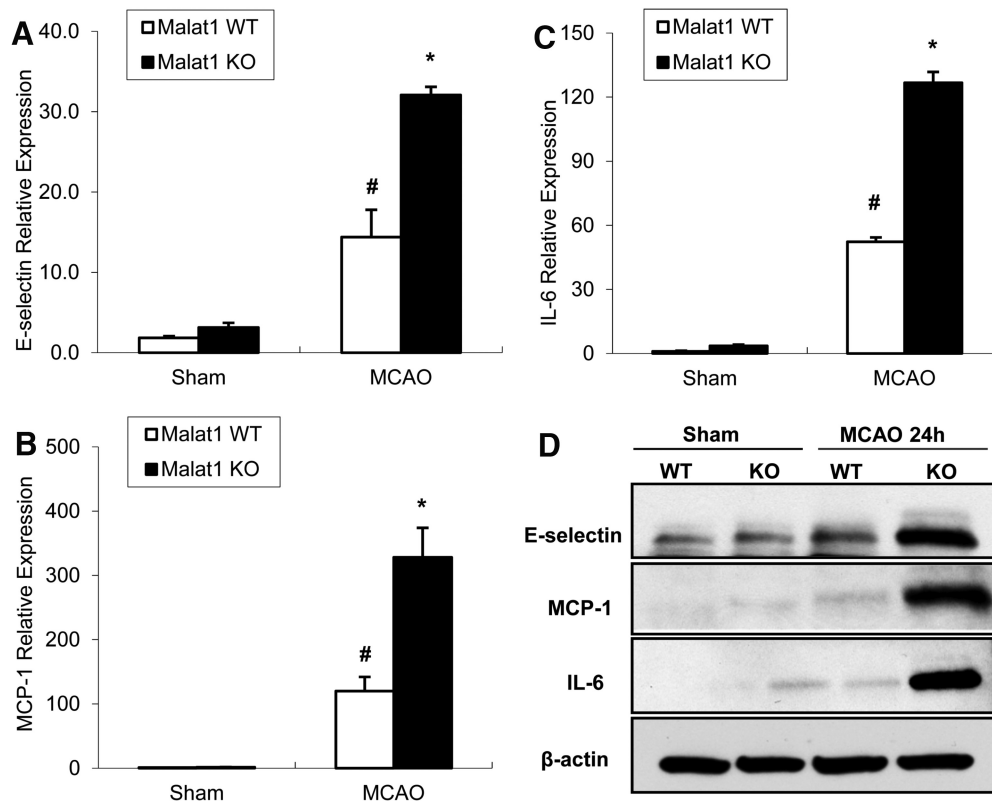 A
E-selectin Relative Expression
40.0
30.0
20.0
10.0
0.0
Malat1 WT
Malat1 KO
#
*
Sham
MCAO
B
MCP-1 Relative Expression
500
400
300
200
100
0
Malat1 WT
Malat1 KO
#
*
Sham
MCAO
C
IL-6 Relative Expression
150
120
90
60
30
0
Malat1 WT
Malat1 KO
#
*
Sham
MCAO
D
Sham
MCAO 24h
WT
KO
WT
KO
E-selectin
MCP-1
IL-6
β-actin